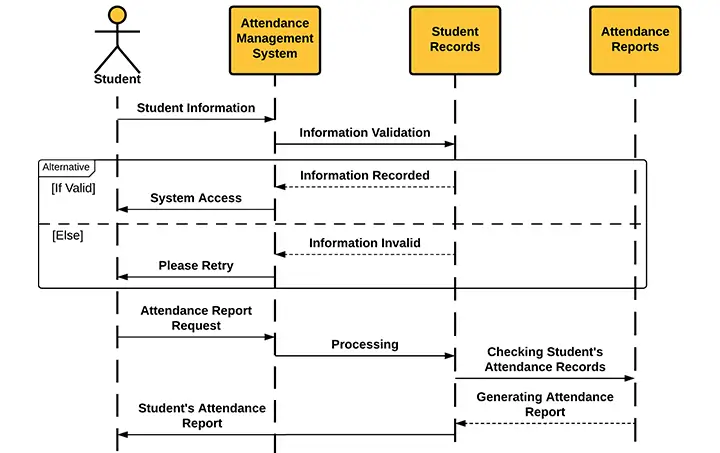 Student
Attendance
Management
System
Student
Records
Attendance
Reports
Student Information
Information Validation
Alternative
[If Valid]
Information Recorded
System Access
[Else]
Information Invalid
Please Retry
Attendance Report
Request
Processing
Checking Student's
Attendance Records
Generating Attendance
Report
Student's Attendance
Report